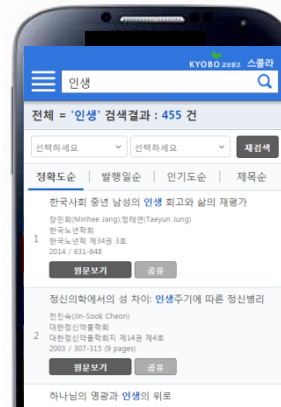 KYOBO 교보문고 스콜라
인생
전체 = '인생' 검색결과 : 455 건
선택하세요 선택하세요 재검색
정확도순 | 발행일순 | 인기도순 | 제목순
한국사회 중년 남성의 인생 회고와 삶의 재평가
장민희(Minhee Jang);정태연(Taeyun Jung)
한국노년학회
1 한국노년학 제34권 3호
2014 / 631-648
원문보기 공유
정신의학에서의 성 차이: 인생주기에 따른 정신병리
전진숙(Jin-Sook Cheon)
대한정신약물학회
2 대한정신약물학회지 제14권 제4호
2003 / 307-315 (9 pages)
원문보기 공유
하나님의 영광과 인생의 위로